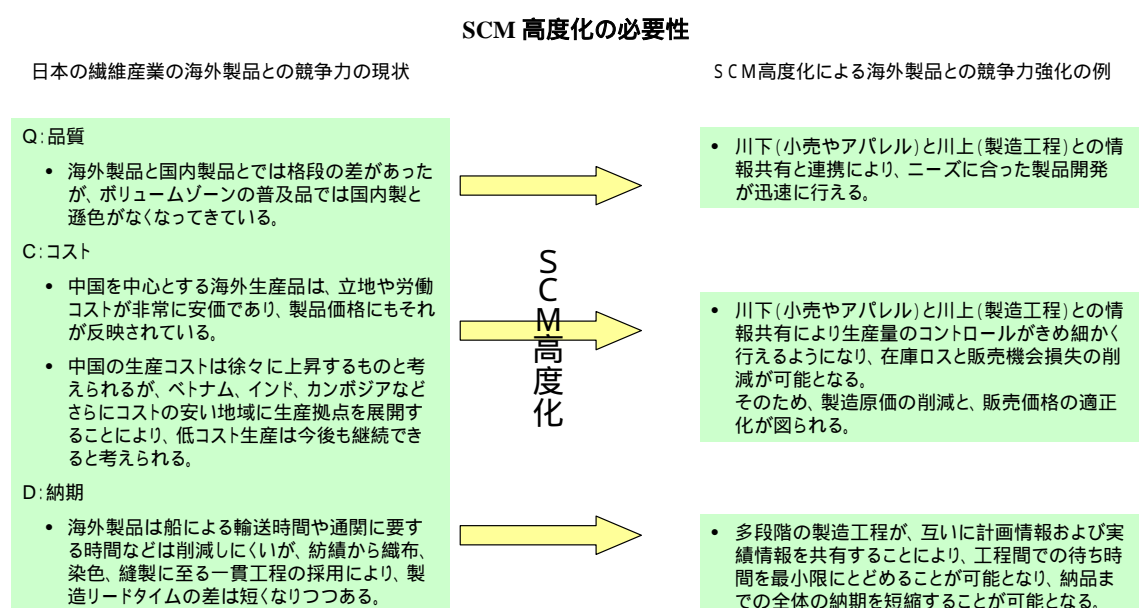 SCM 高度化の必要性
日本の繊維産業の海外製品との競争力の現状
Q:品質
• 海外製品と国内製品とでは格段の差があった
が、ボリュームゾーンの普及品では国内製と
遜色がなくなってきている。
C:コスト
• 中国を中心とする海外生産品は、立地や労働
コストが非常に安価であり、製品価格にもそれ
が反映されている。
• 中国の生産コストは徐々に上昇するものと考
えられるが、ベトナム、インド、カンボジアなど
さらにコストの安い地域に生産拠点を展開す
ることにより、低コスト生産は今後も継続でき
ると考えられる。
D:納期
• 海外製品は船による輸送時間や通関に要す
る時間などは削減しにくいが、紡績から織布、
染色、縫製に至る一貫工程の採用により、製
造リードタイムの差は短くなりつつある。
SCM高度化
SCM高度化による海外製品との競争力強化の例
• 川下(小売やアパレル)と川上(製造工程)との情
報共有と連携により、ニーズに合った製品開発
が迅速に行える。
• 川下(小売やアパレル)と川上(製造工程)との情
報共有により生産量のコントロールがきめ細かく
行えるようになり、在庫ロスと販売機会損失の削
減が可能となる。
そのため、製造原価の削減と、販売価格の適正
化が図られる。
• 多段階の製造工程が、互いに計画情報および実
績情報を共有することにより、工程間での待ち時
間を最小限にとどめることが可能となり、納品ま
での全体の納期を短縮することが可能となる。